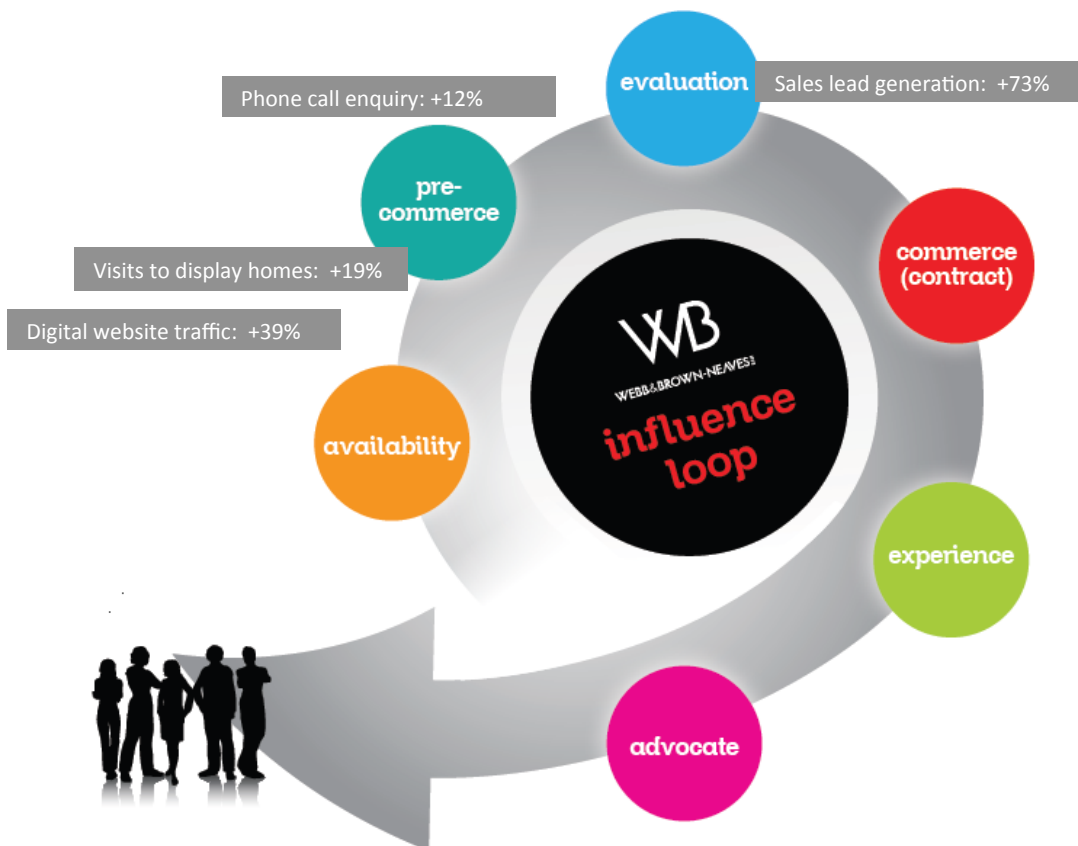 evaluation
Sales lead generation: +73%
Phone call enquiry: +12%
pre-
commerce
commerce
(contract)
Visits to display homes: +19%
Digital website traffic: +39%
WB
WEBB&BROWN-NEAVES
influence
loop
availability
experience
advocate